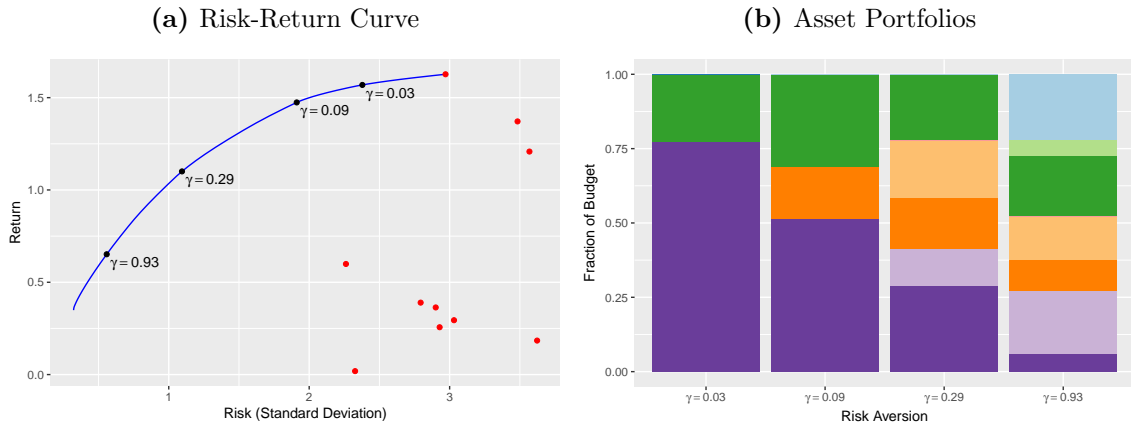 (a) Risk-Return Curve
1.5
1.0
0.5
0.0
Return
γ = 0.03
γ = 0.09
γ = 0.29
γ = 0.93
1
2
3
Risk (Standard Deviation)
(b) Asset Portfolios
1.00
0.75
0.50
0.25
0.00
Fraction of Budget
γ = 0.03
γ = 0.09
γ = 0.29
γ = 0.93
Risk Aversion